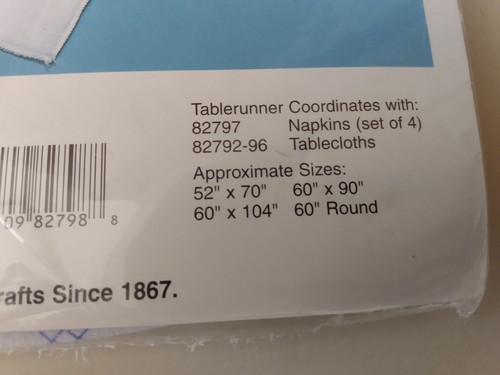 Tablerunner Coordinates with:
82797 Napkins (set of 4)
82792-96 Tablecloths
Approximate Sizes:
52" x 70" 60" x 90"
60" x 104" 60" Round
09 82798 8
rafts Since 1867.